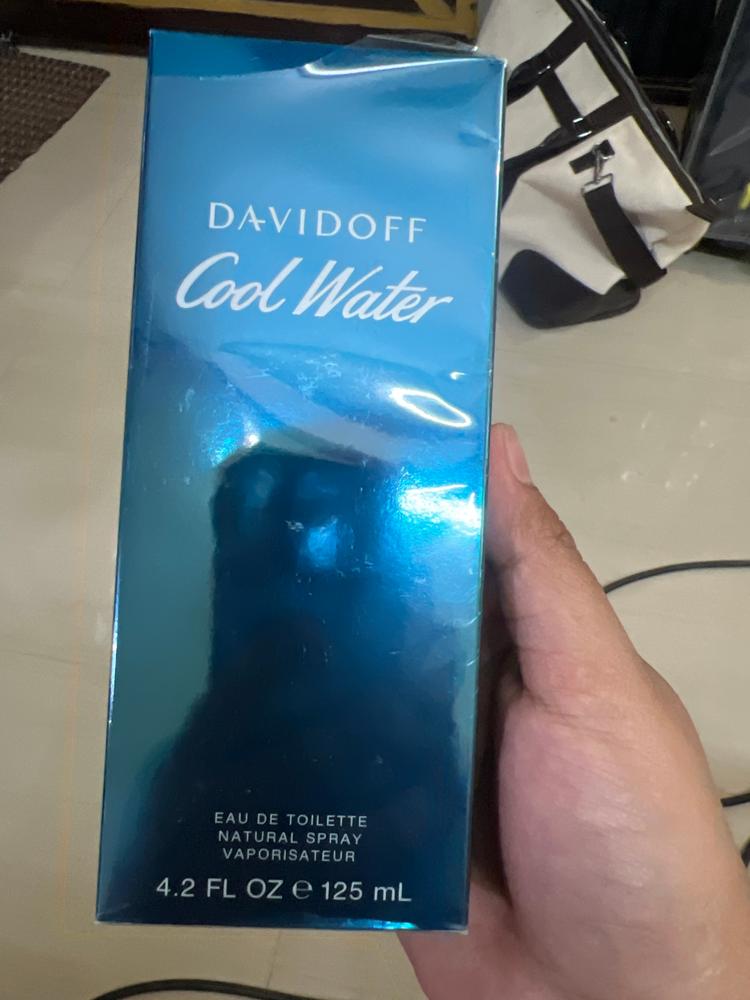 DAVIDOFF
Cool Water
EAU DE TOILETTE
NATURAL SPRAY
VAPORISATEUR
4.2 FL OZ ℮ 125 mL